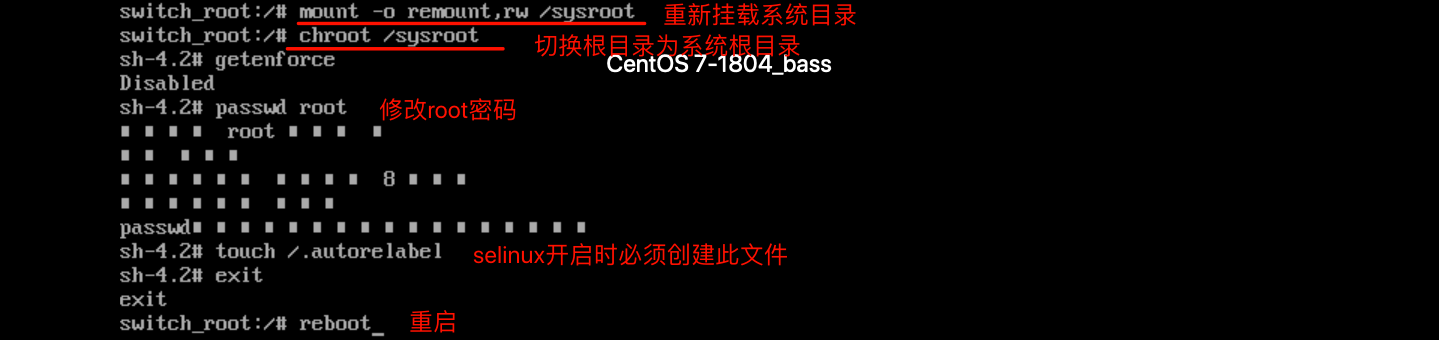 switch_root:/# mount -o remount,rw /sysroot 重新挂载系统目录
switch_root:/# chroot /sysroot 切换根目录为系统根目录
sh-4.2# getenforce CentOS 7-1804_bass
Disabled
sh-4.2# passwd root 修改root密码
∎ ∎ ∎ ∎ root ∎ ∎ ∎ ∎
∎ ∎ ∎ ∎ ∎
∎ ∎ ∎ ∎ ∎ ∎ ∎ ∎ ∎ ∎ 8 ∎ ∎ ∎
∎ ∎ ∎ ∎ ∎ ∎ ∎ ∎ ∎
passwd∎ ∎ ∎ ∎ ∎ ∎ ∎ ∎ ∎ ∎ ∎ ∎ ∎ ∎ ∎ ∎ ∎
sh-4.2# touch /.autorelabel selinux开启时必须创建此文件
sh-4.2# exit
exit
switch_root:/# reboot_ 重启